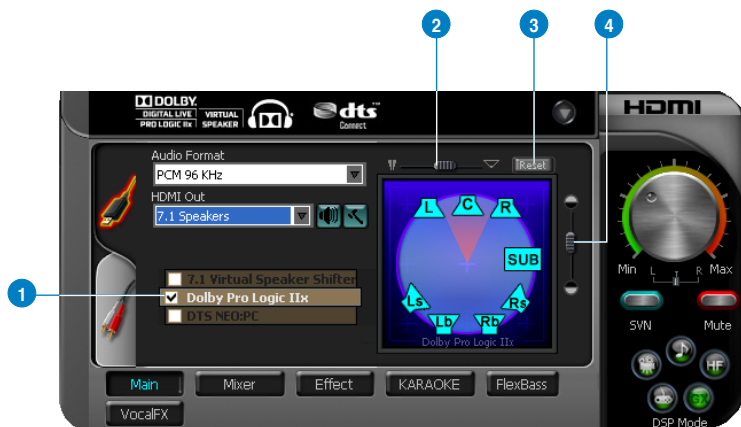 2
3
4
DOLBY
DIGITAL LIVE
PRO LOGIC IIx
VIRTUAL
SPEAKER
dts
Connect
HDMI
Audio Format
PCM 96 KHz
HDMI Out
7.1 Speakers
Reset
L
C
R
SUB
Ls
Rs
Lb
Rb
Dolby Pro Logic IIx
1
7.1 Virtual Speaker Shifter
Dolby Pro Logic IIx
DTS NEO:PC
Min
L
T
R
Max
SVN
Mute
HF
GX
DSP Mode
Main
Mixer
Effect
KARAOKE
FlexBass
VocalFX